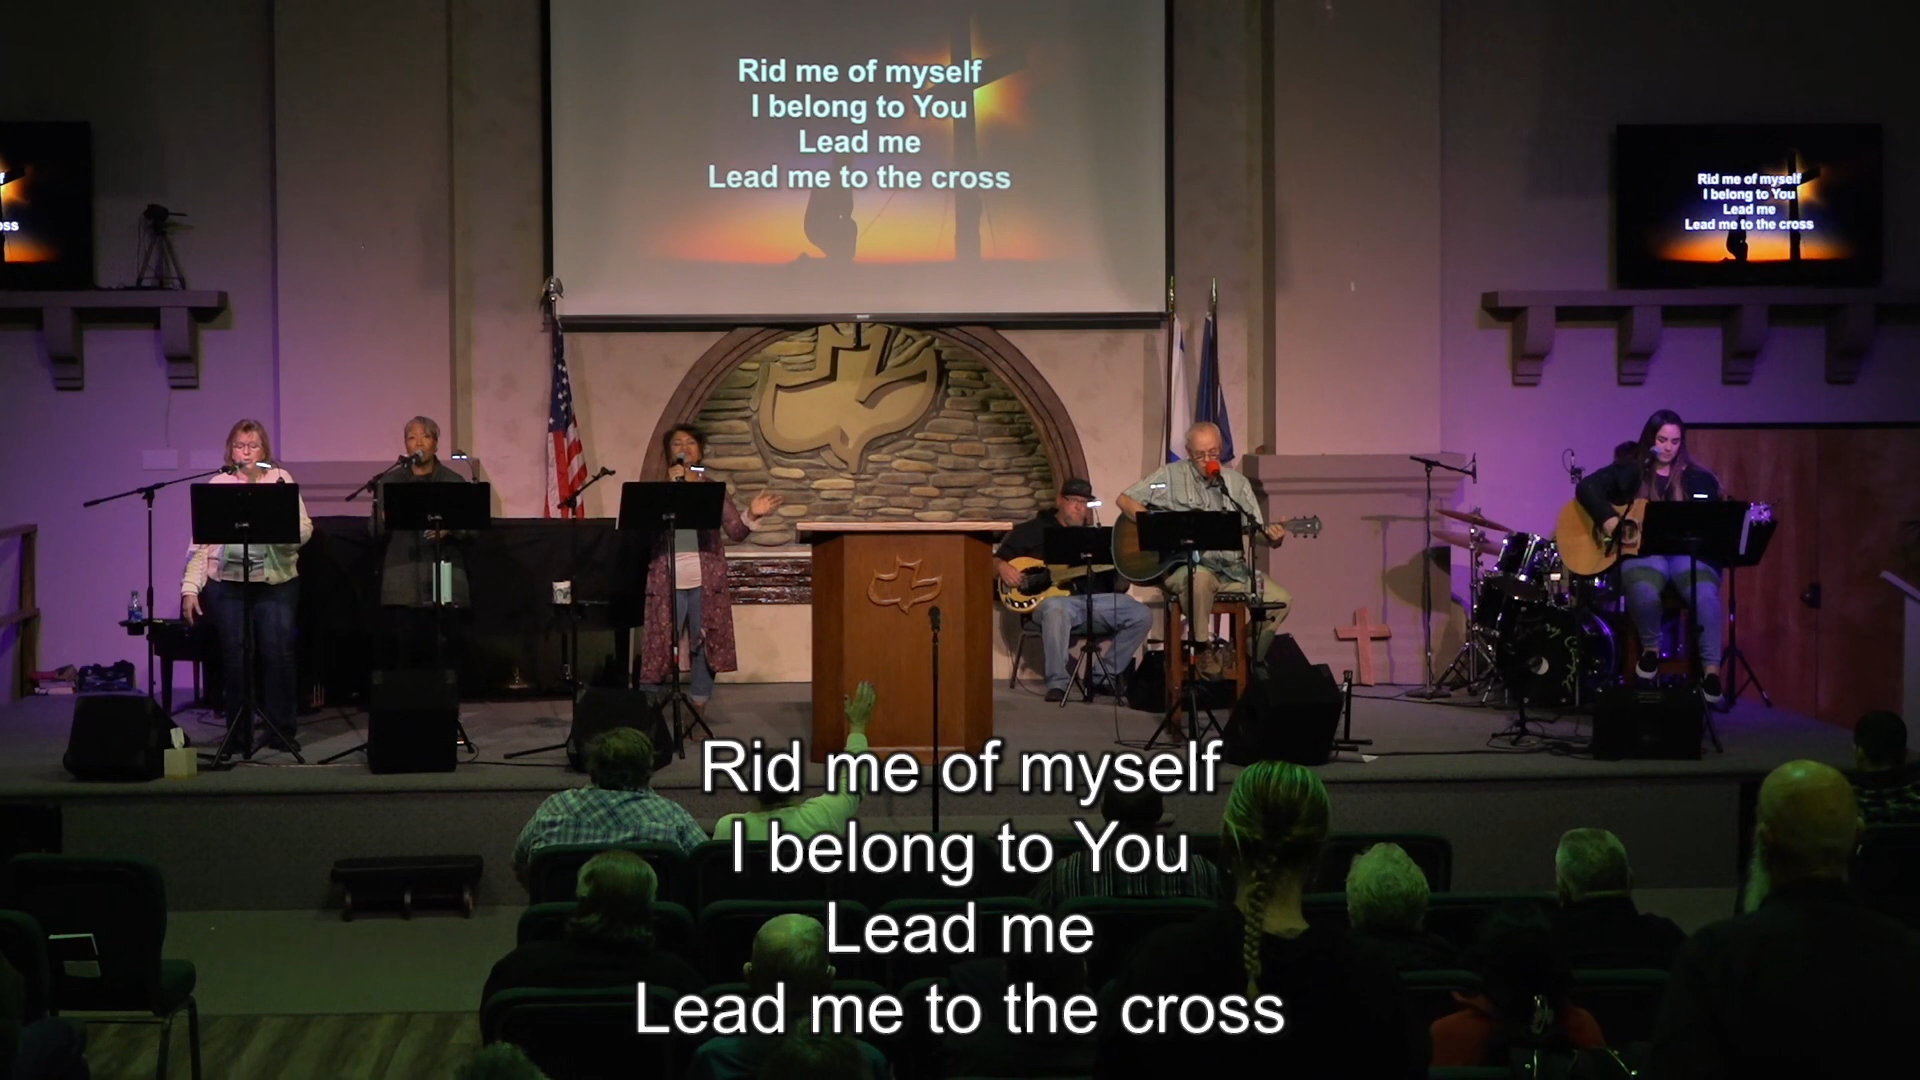 Rid me of myself
I belong to You
Lead me
Lead me to the cross
f
oss
Rid me of myself
I belong to You
Lead me
Lead me to the cross
Rid me of myself
I belong to You
Lead me
Lead me to the cross